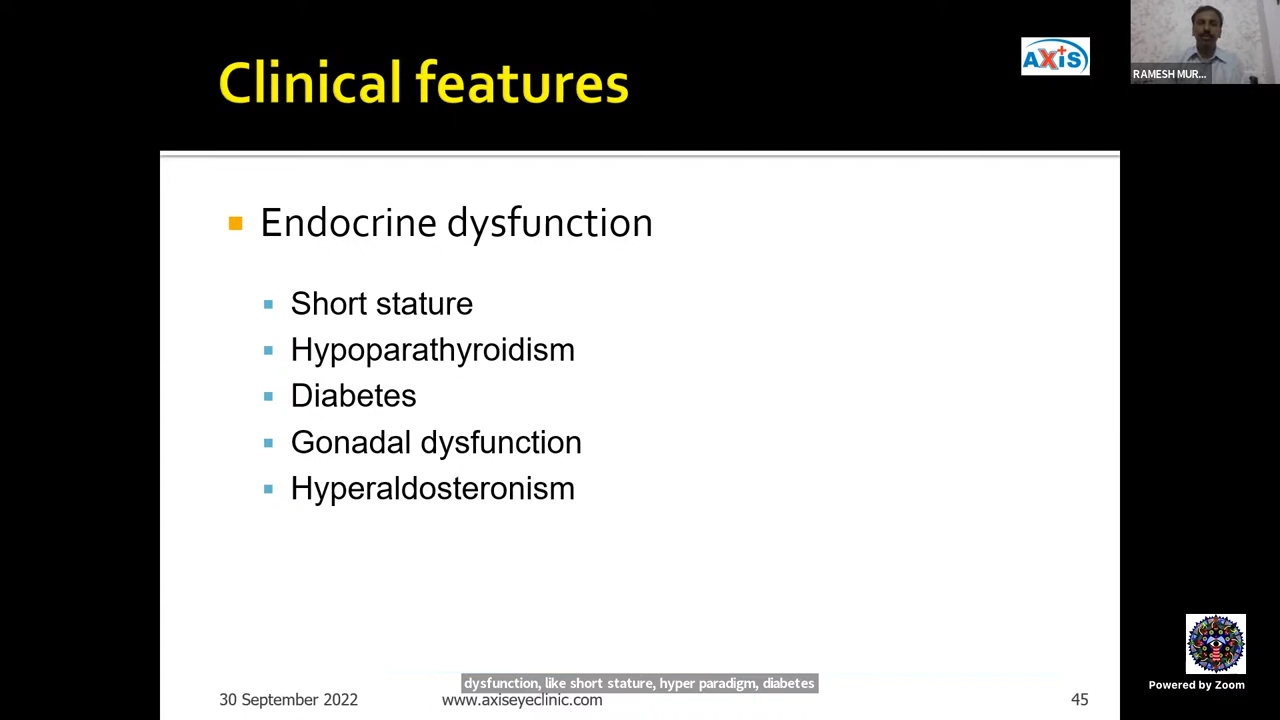 Clinical features
AXiS
RAMESH MUR...
Endocrine dysfunction
Short stature
Hypoparathyroidism
Diabetes
Gonadal dysfunction
Hyperaldosteronism
dysfunction, like short stature, hyper paradigm, diabetes
30 September 2022
www.axiseyeclinic.com
45
Powered by Zoom